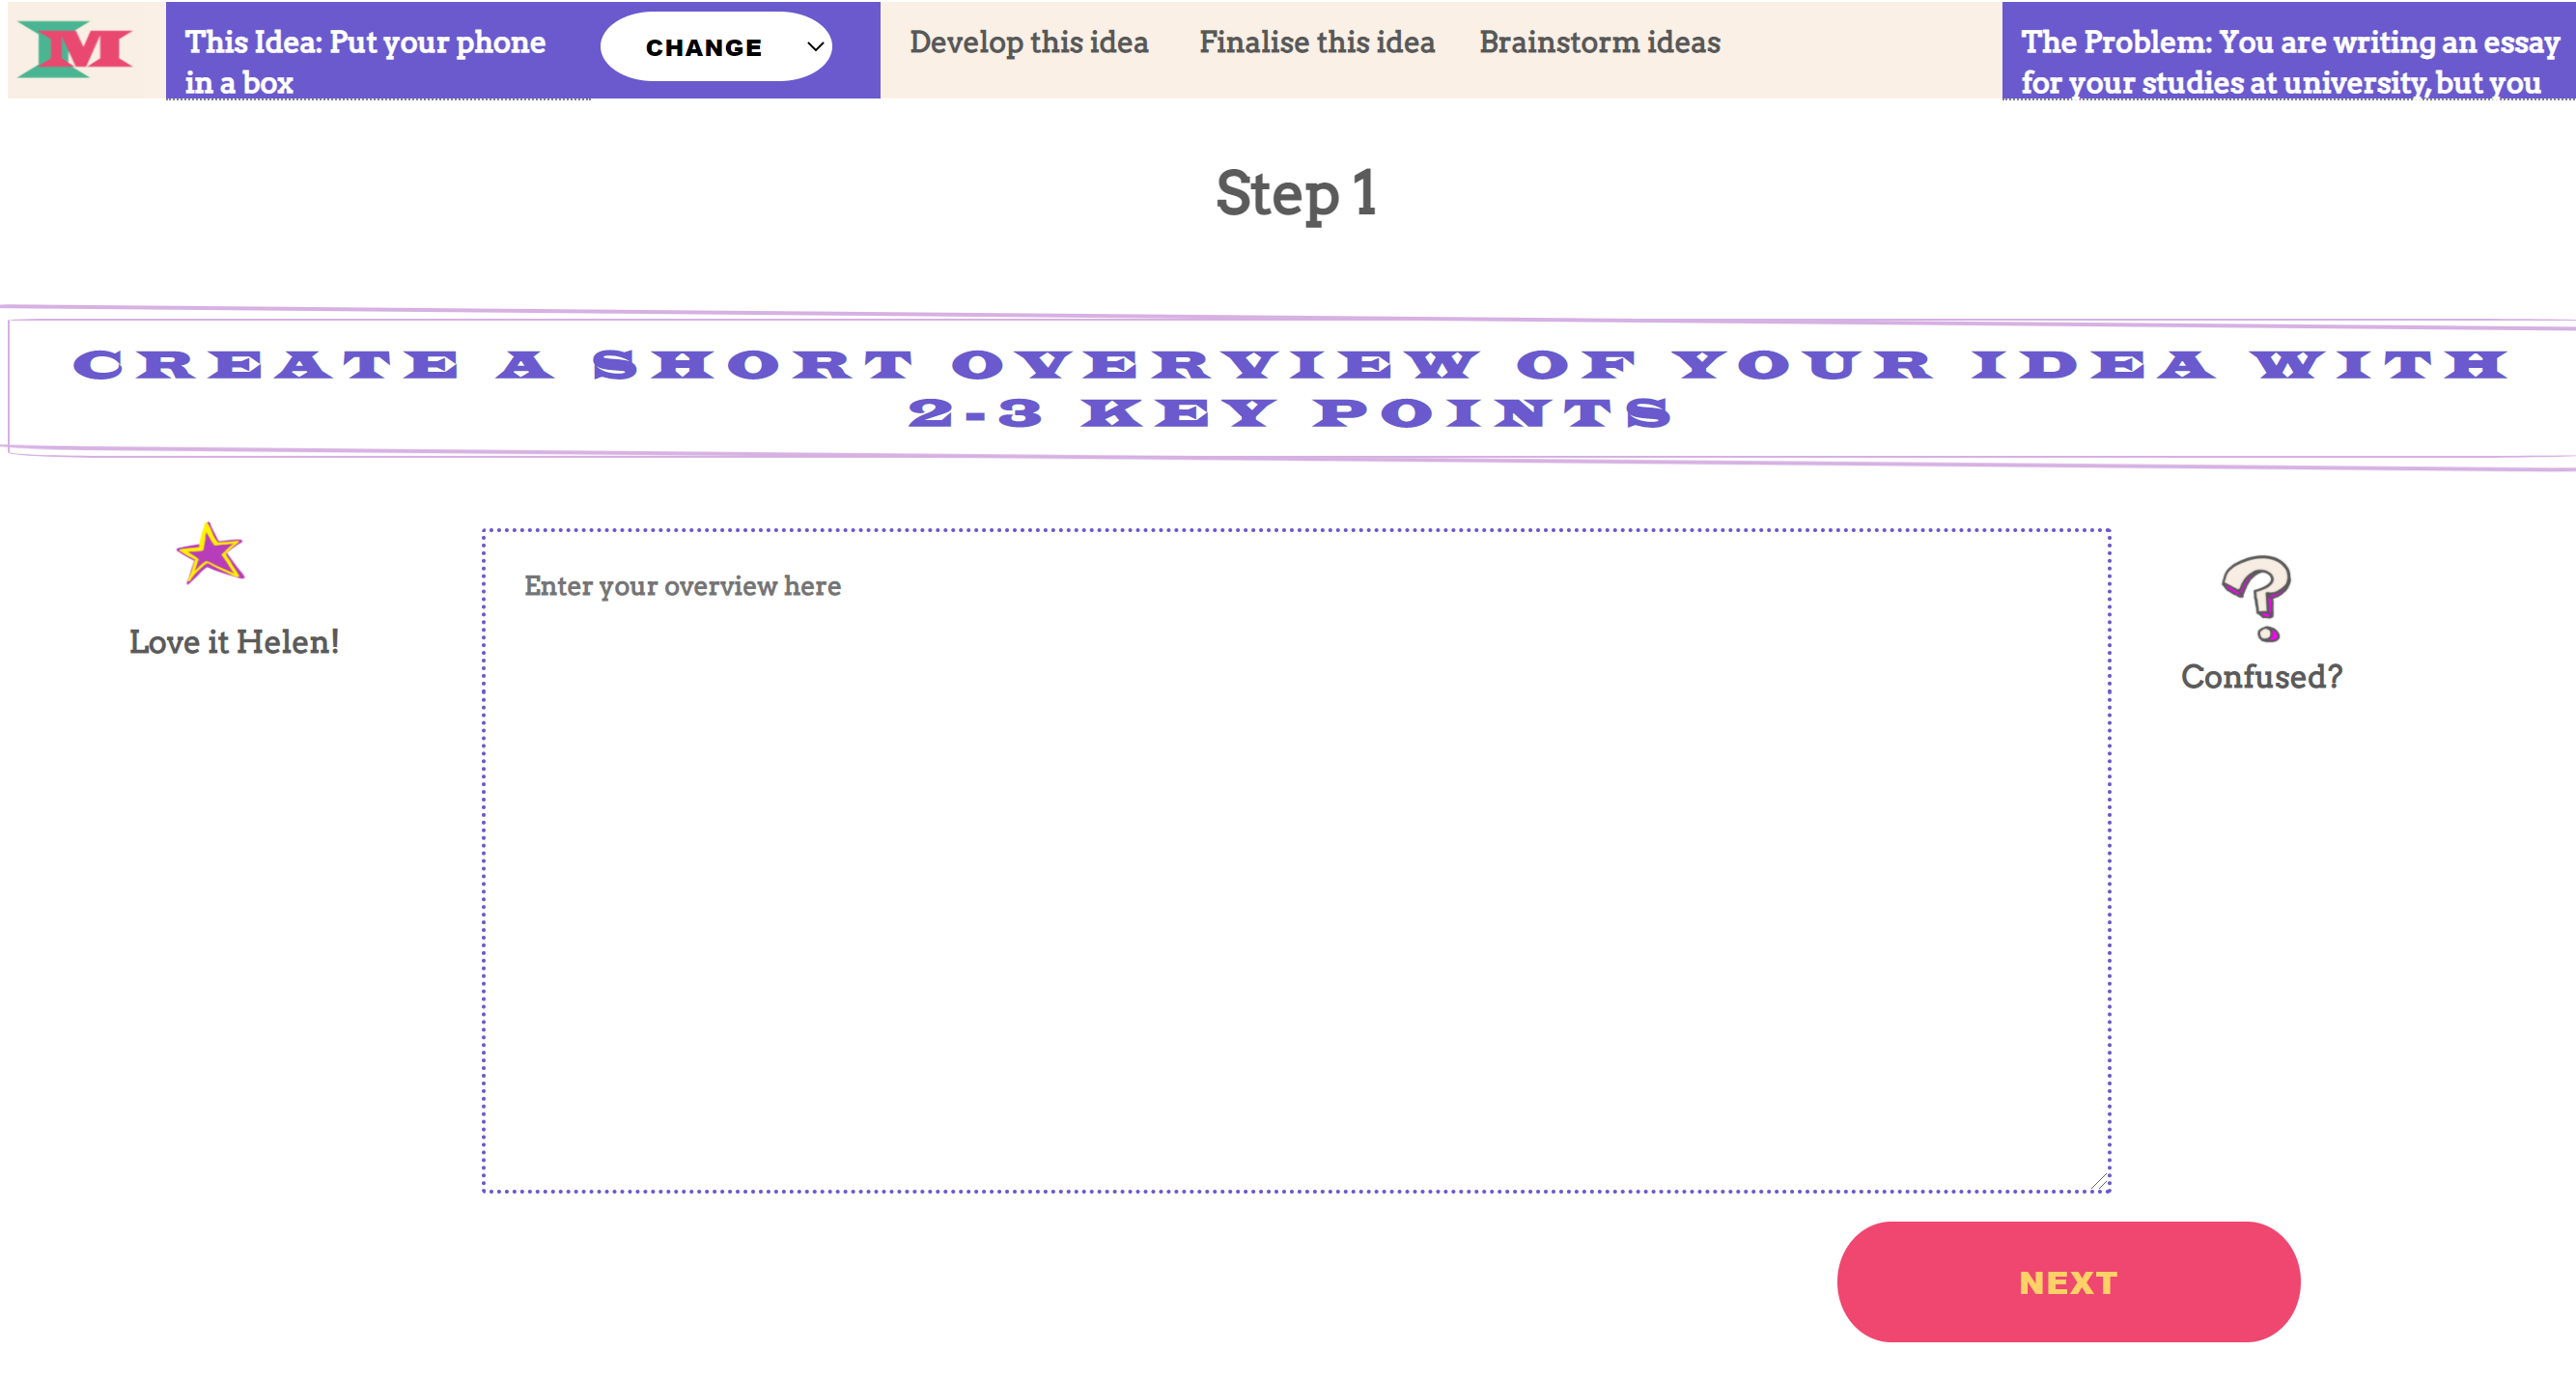 IM
This Idea: Put your phone
in a box
CHANGE
Develop this idea
Finalise this idea
Brainstorm ideas
The Problem: You are writing an essay
for your studies at university, but you
Step 1
CREATE A SHORT OVERVIEW OF YOUR IDEA WITH
2-3 KEY POINTS
Love it Helen!
Enter your overview here
?
Confused?
NEXT